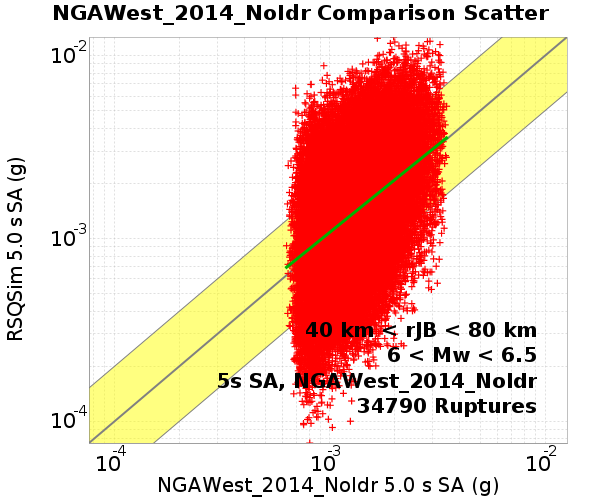 NGAWest_2014_NoIdr Comparison Scatter
10-2
10-3
10-4
RSQSim 5.0 s SA (g)
40 km < rJB < 80 km
6 < Mw < 6.5
5s SA, NGAWest_2014_NoIdr
34790 Ruptures
10-4 10-3 10-2
NGAWest_2014_NoIdr 5.0 s SA (g)